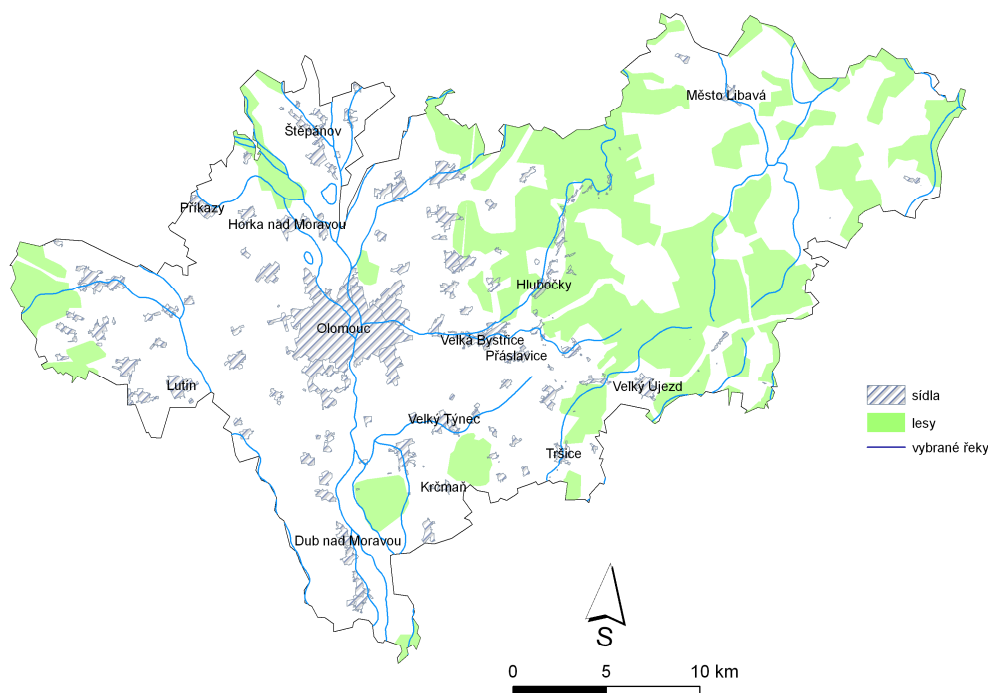 Město Libavá
Štěpánov
Příkazy
Horka nad Moravou
Hlubočky
Olomouc
Velká Bystřice
Přáslavice
Lutín
Velký Újezd
Velký Týnec
Tršice
Krčmaň
Dub nad Moravou
sídla
lesy
vybrané řeky
S
0 5 10 km